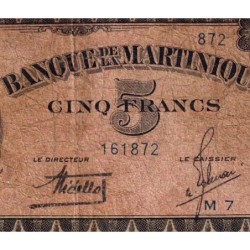 872
BANQUE DE LA MARTINIQUE
5
CINQ FRANCS
161872
LE DIRECTEUR
LE CAISSIER
M 7